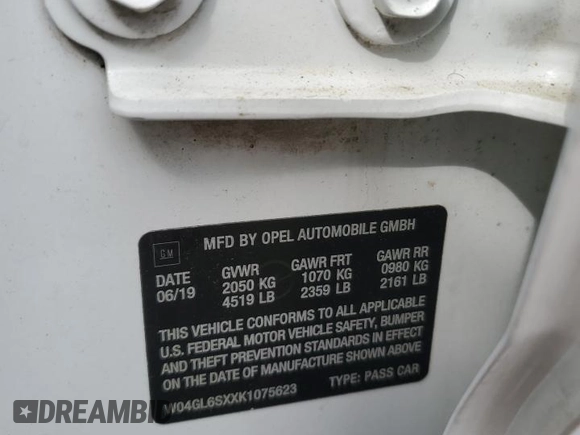 GM
MFD BY OPEL AUTOMOBILE GMBH
DATE GVWR GAWR FRT GAWR RR
06/19 2050 KG 1070 KG 0980 KG
4519 LB 2359 LB 2161 LB
THIS VEHICLE CONFORMS TO ALL APPLICABLE
U.S. FEDERAL MOTOR VEHICLE SAFETY, BUMPER
AND THEFT PREVENTION STANDARDS IN EFFECT
ON THE DATE OF MANUFACTURE SHOWN ABOVE
W04GL6SXXK1075623 TYPE: PASS CAR
DREAMBID